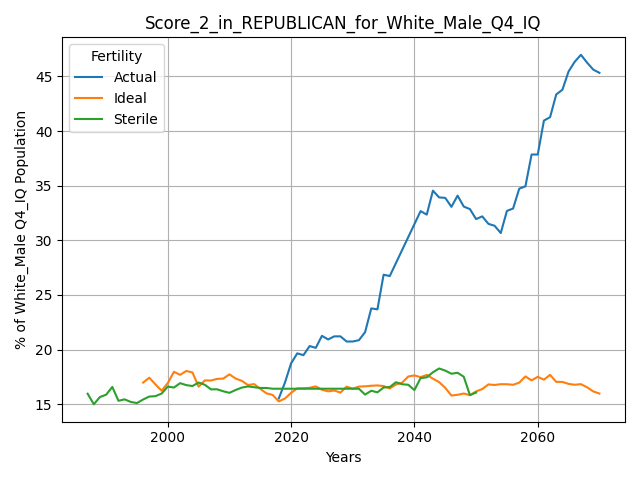 Score_2_in_REPUBLICAN_for_White_Male_Q4_IQ
Fertility
Actual
Ideal
Sterile
% of White_Male Q4_IQ Population
45
40
35
30
25
20
15
2000
2020
2040
2060
Years